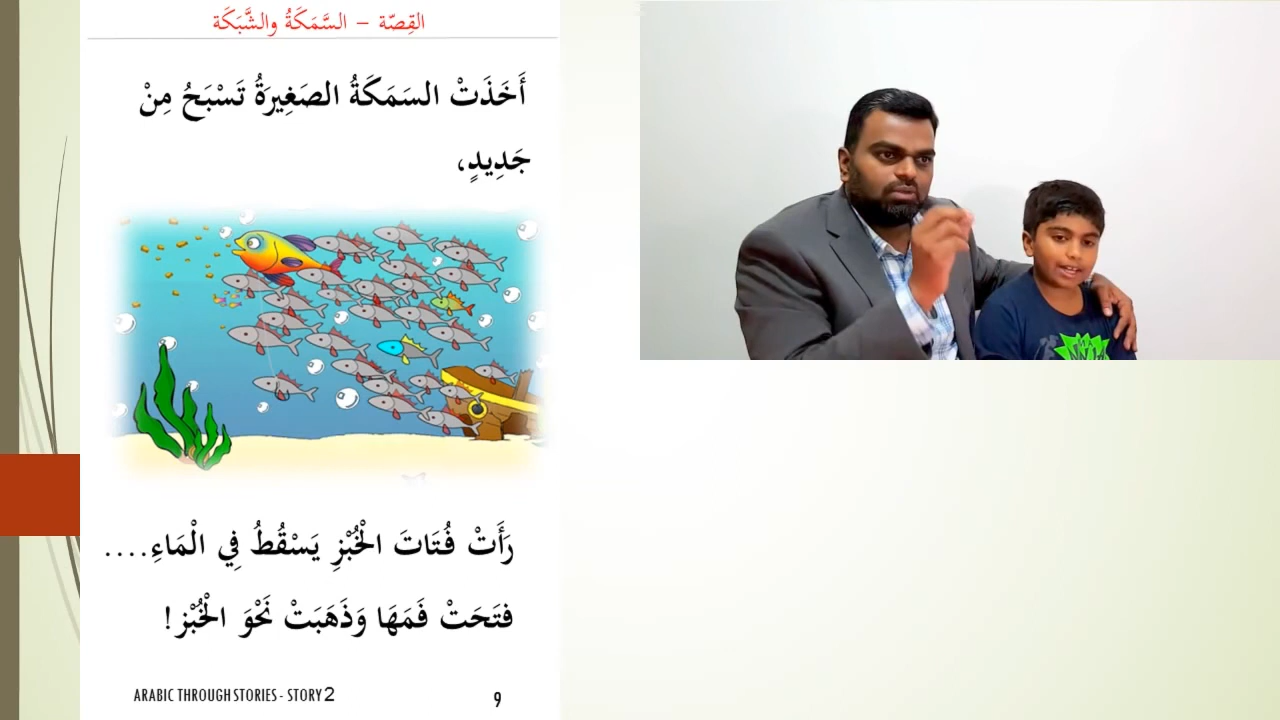 القِصّة – السَّمَكَةُ والشَّبَكَة
أَخَذَتْ السَمَكَةُ الصَغِيرَةُ تَسْبَحُ مِنْ
جَدِيدٍ،
رَأَتْ فُتَاتَ الْخُبْزِ يَسْقُطُ فِي الْمَاءِ....
فتَحَتْ فَمَهَا وَذَهَبَتْ نَحْوَ الْخُبْز!
ARABIC THROUGH STORIES - STORY 2
9